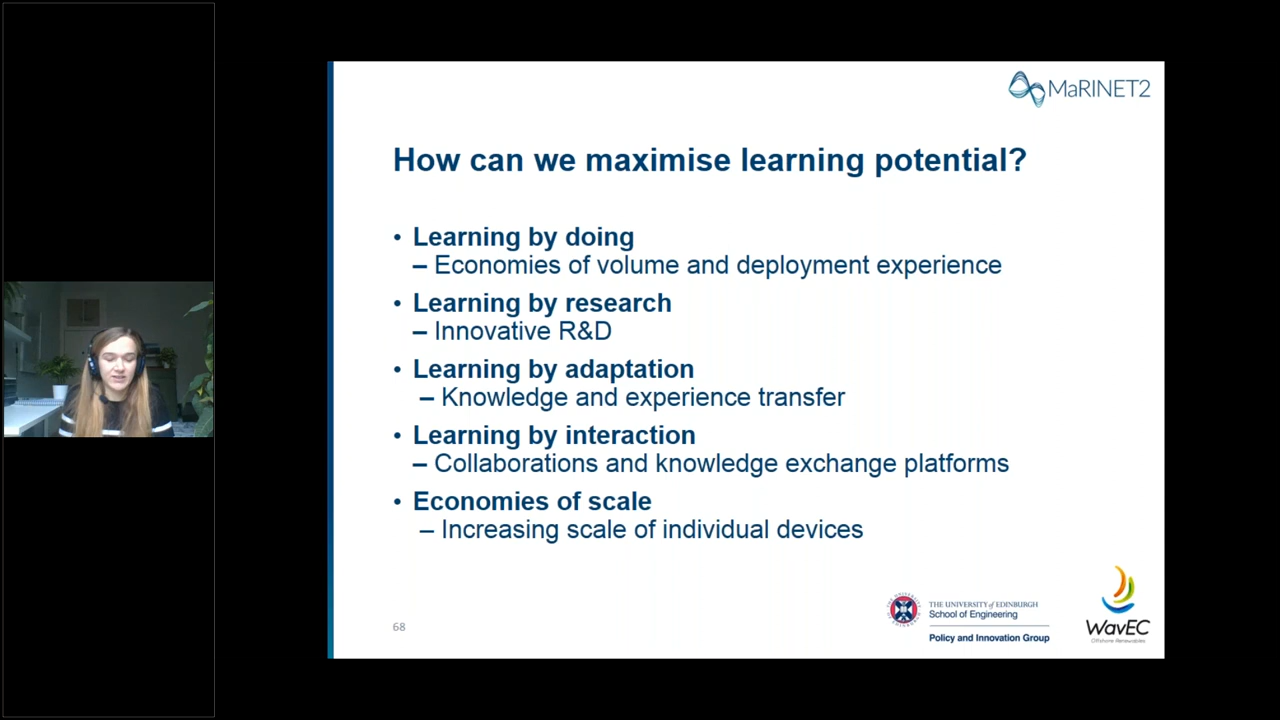 MaRINET2
How can we maximise learning potential?
• Learning by doing
– Economies of volume and deployment experience
• Learning by research
– Innovative R&D
• Learning by adaptation
– Knowledge and experience transfer
• Learning by interaction
– Collaborations and knowledge exchange platforms
• Economies of scale
– Increasing scale of individual devices
THE UNIVERSITY of EDINBURGH
School of Engineering
Policy and Innovation Group
WavEC
Offshore Renewables
68